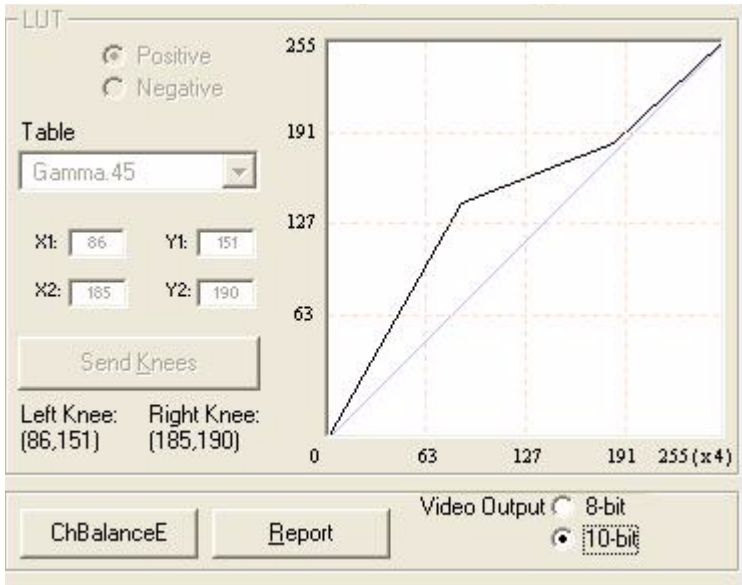 LUT
Positive
Negative
Table
Gamma.45
X1: 86 Y1: 151
X2: 185 Y2: 190
Send Knees
Left Knee: Right Knee:
(86,151) (185,190)
255
191
127
63
0 63 127 191 255(x4)
Video Output 8-bit
10-bit
ChBalanceE Report